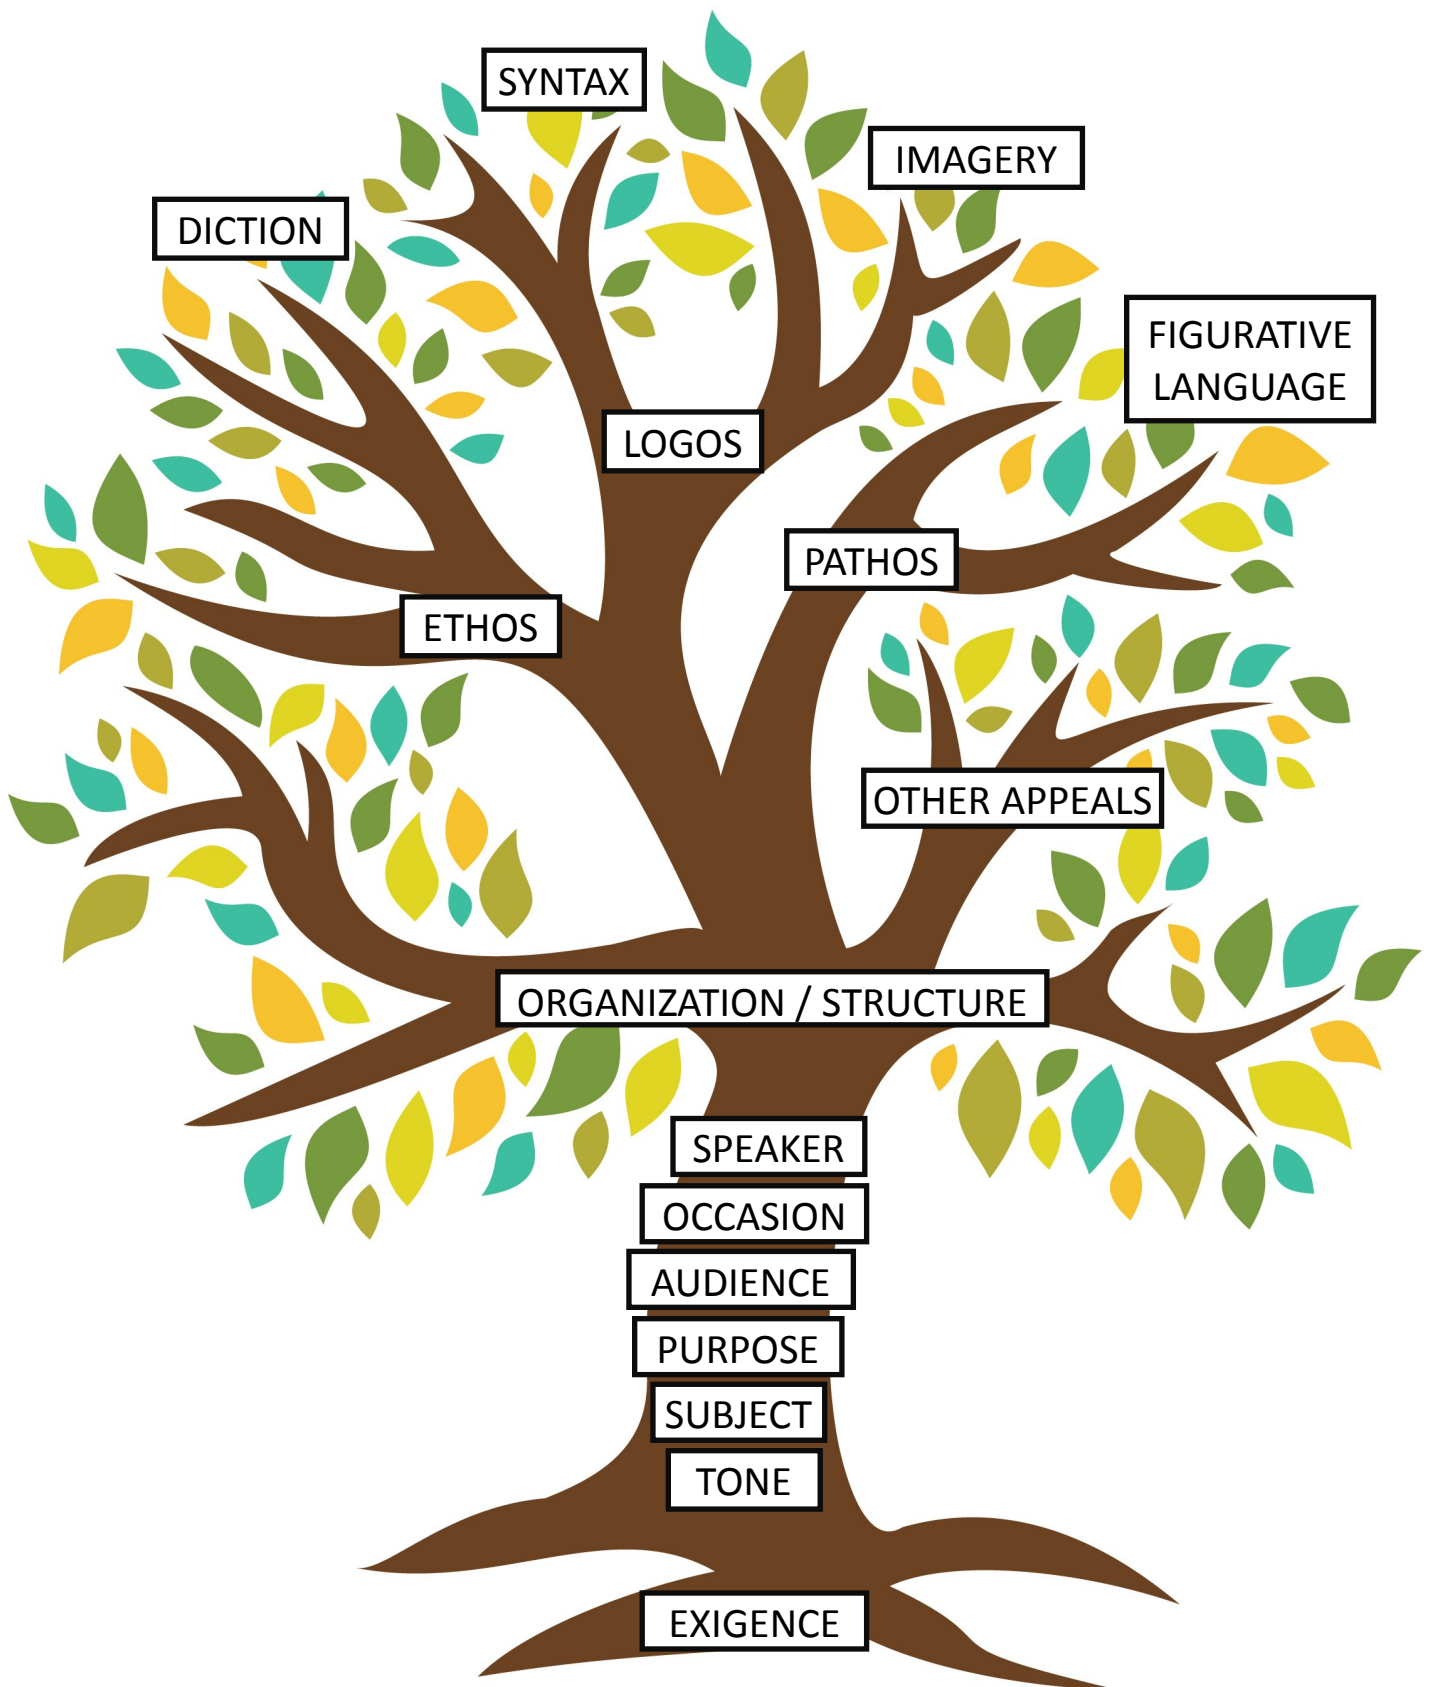 SYNTAX
IMAGERY
DICTION
FIGURATIVE
LANGUAGE
LOGOS
PATHOS
ETHOS
OTHER APPEALS
ORGANIZATION / STRUCTURE
SPEAKER
OCCASION
AUDIENCE
PURPOSE
SUBJECT
TONE
EXIGENCE